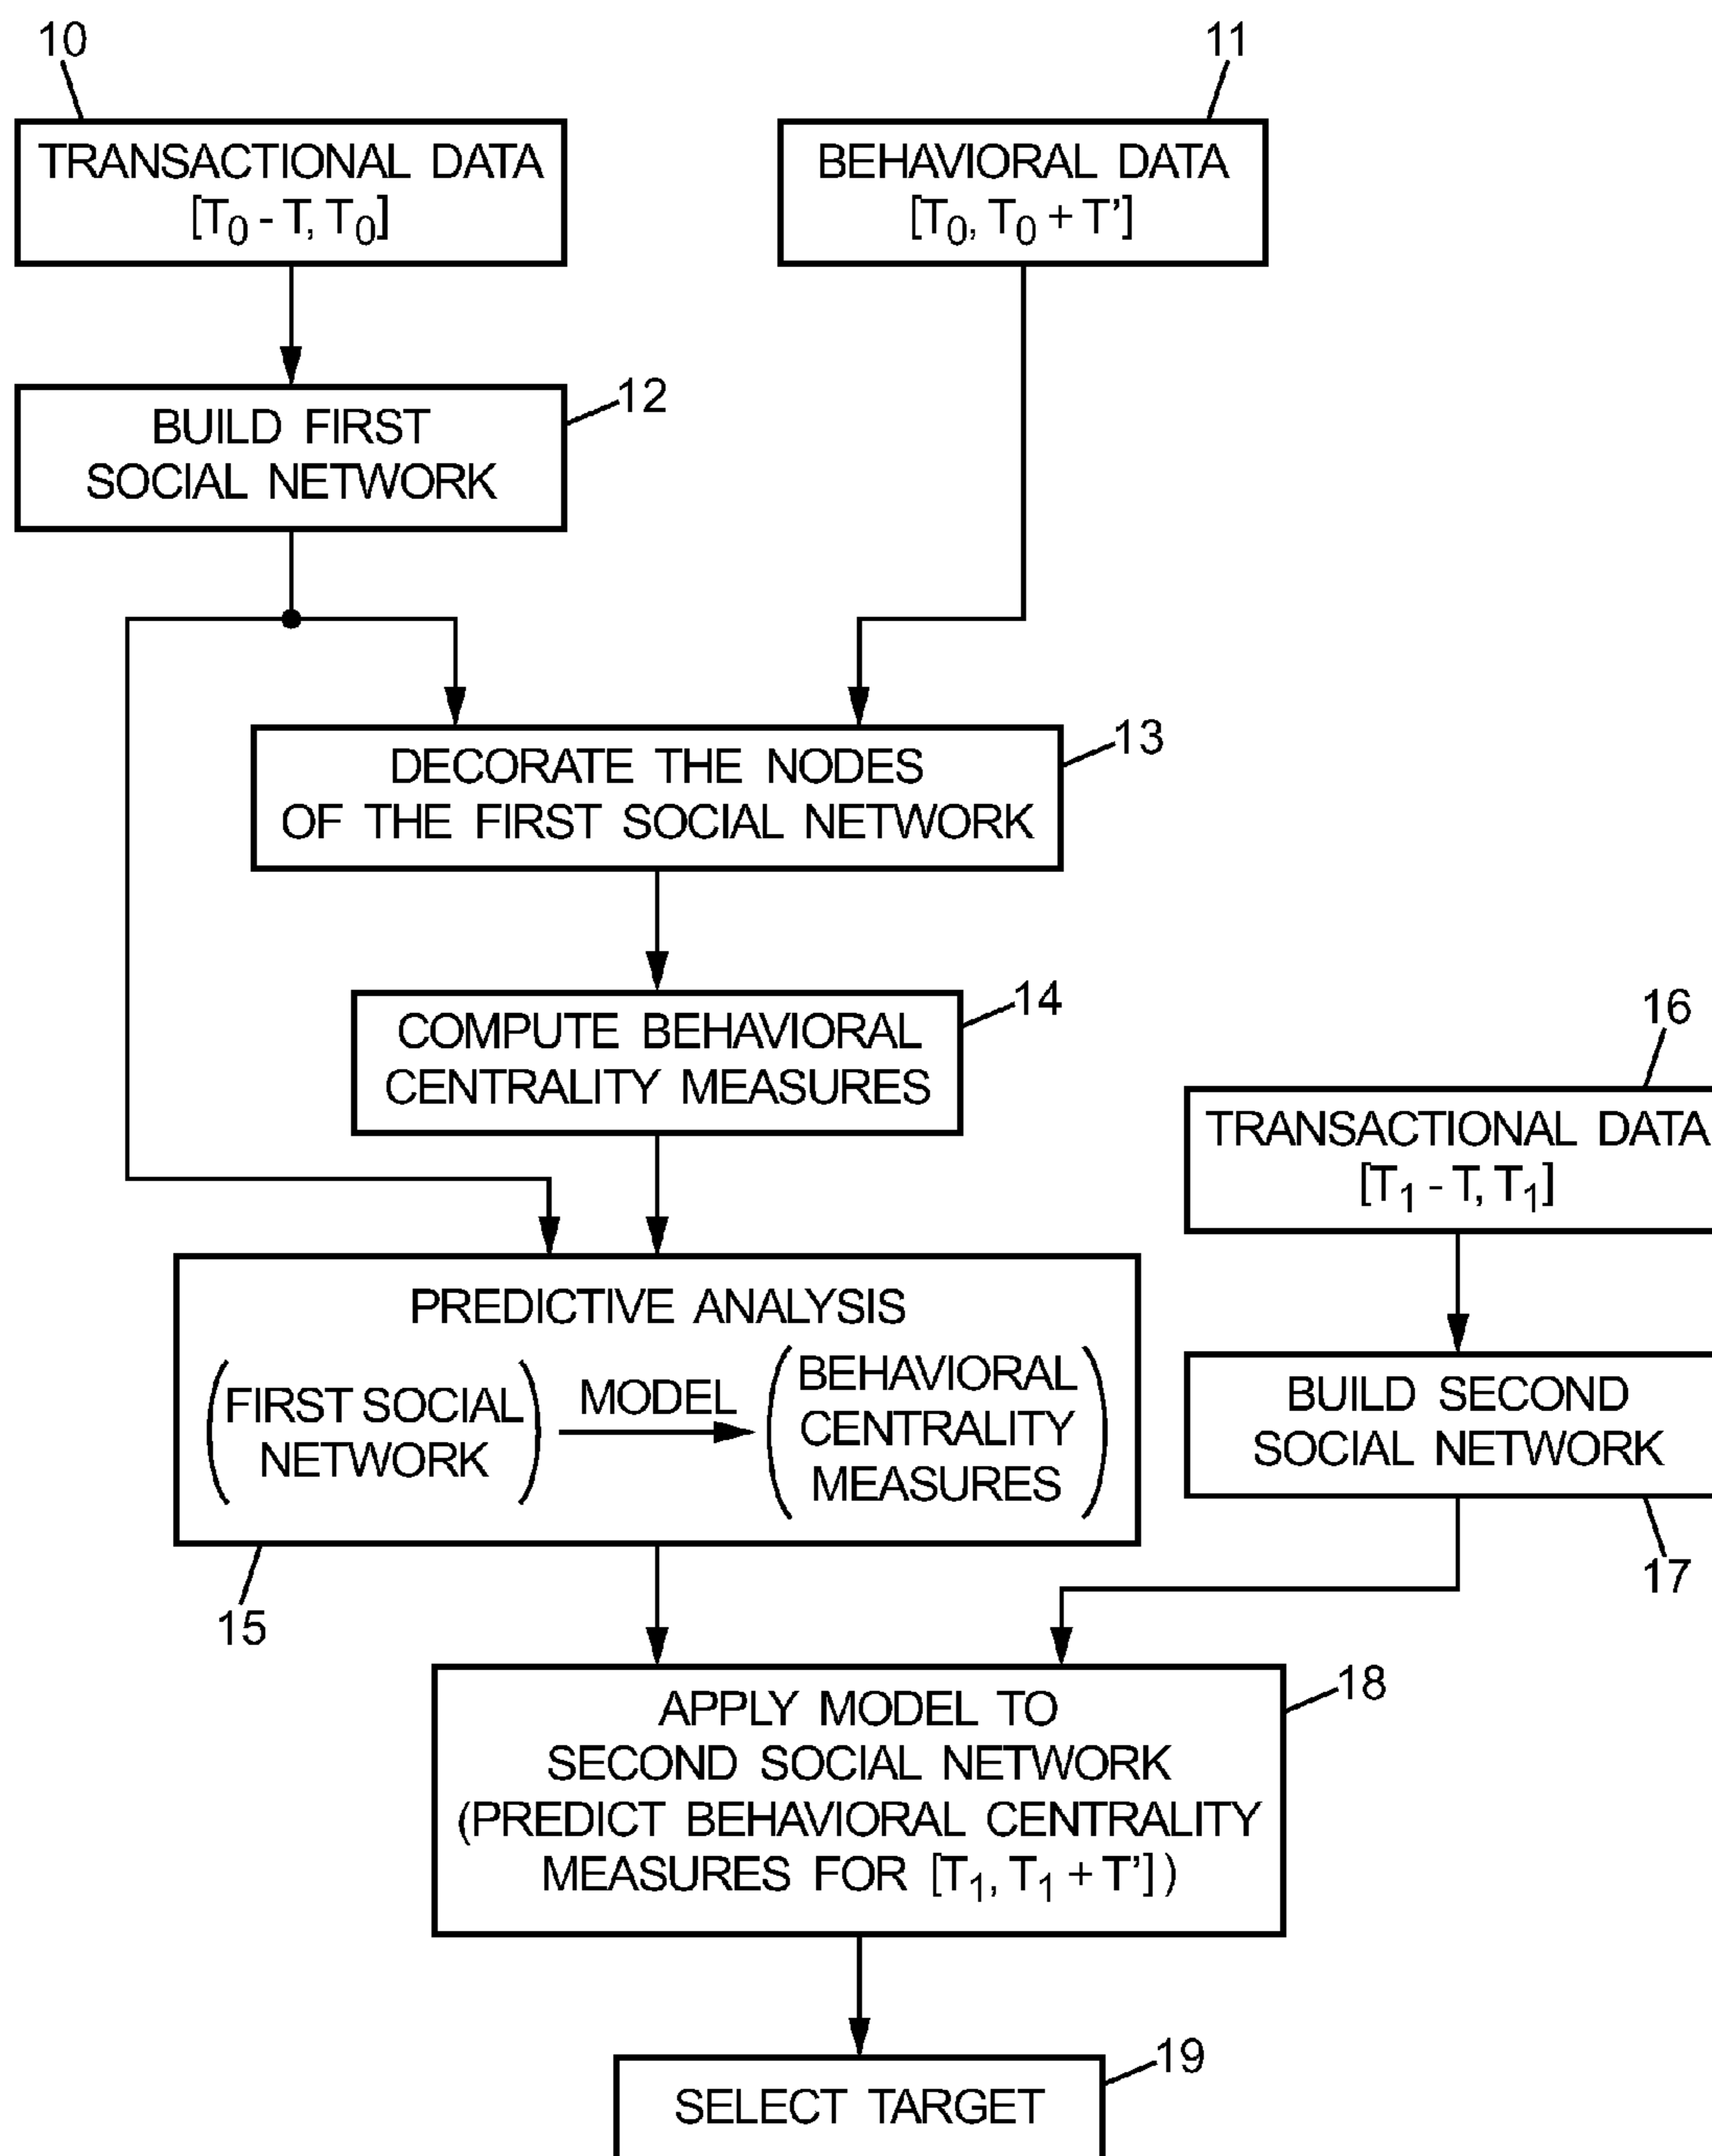 10
11
TRANSACTIONAL DATA
[T₀ - T, T₀]
BEHAVIORAL DATA
[T₀, T₀ + T']
12
BUILD FIRST
SOCIAL NETWORK
13
DECORATE THE NODES
OF THE FIRST SOCIAL NETWORK
14
COMPUTE BEHAVIORAL
CENTRALITY MEASURES
16
TRANSACTIONAL DATA
[T₁ - T, T₁]
PREDICTIVE ANALYSIS
(FIRST SOCIAL
NETWORK)
MODEL
(BEHAVIORAL
CENTRALITY
MEASURES)
15
BUILD SECOND
SOCIAL NETWORK
17
18
APPLY MODEL TO
SECOND SOCIAL NETWORK
(PREDICT BEHAVIORAL CENTRALITY
MEASURES FOR [T₁, T₁ + T'])
19
SELECT TARGET